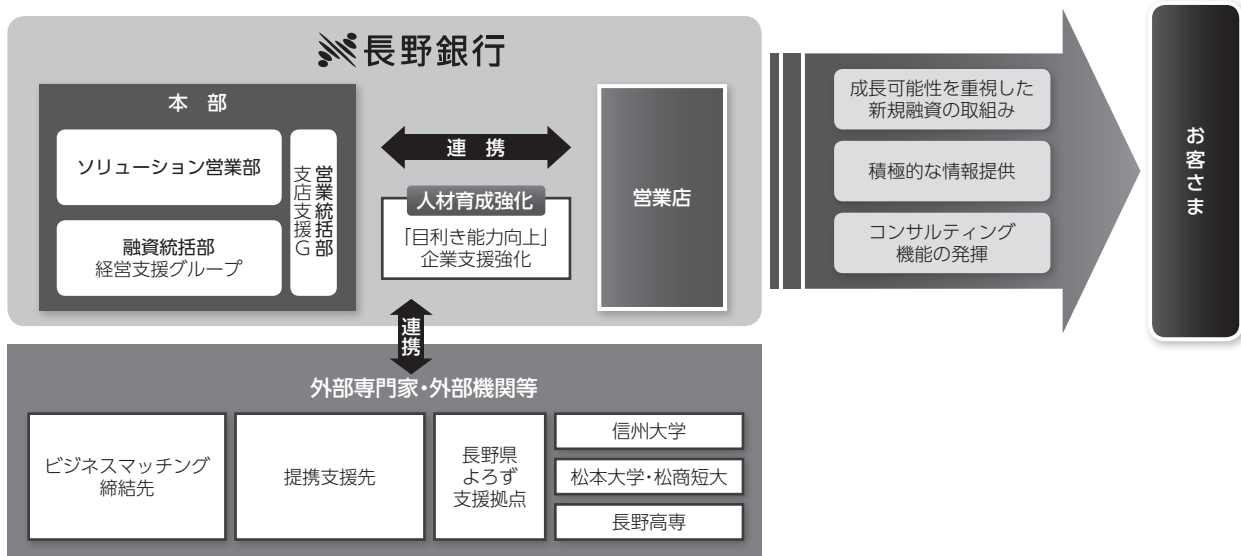 長野銀行
本部
ソリューション営業部
融資統括部
経営支援グループ
営業統括部
支店支援G
連携
人材育成強化
「目利き能力向上」
企業支援強化
営業店
成長可能性を重視した
新規融資の取組み
積極的な情報提供
コンサルティング
機能の発揮
お客さま
連携
外部専門家・外部機関等
ビジネスマッチング
締結先
提携支援先
長野県
よろず
支援拠点
信州大学
松本大学・松商短大
長野高専